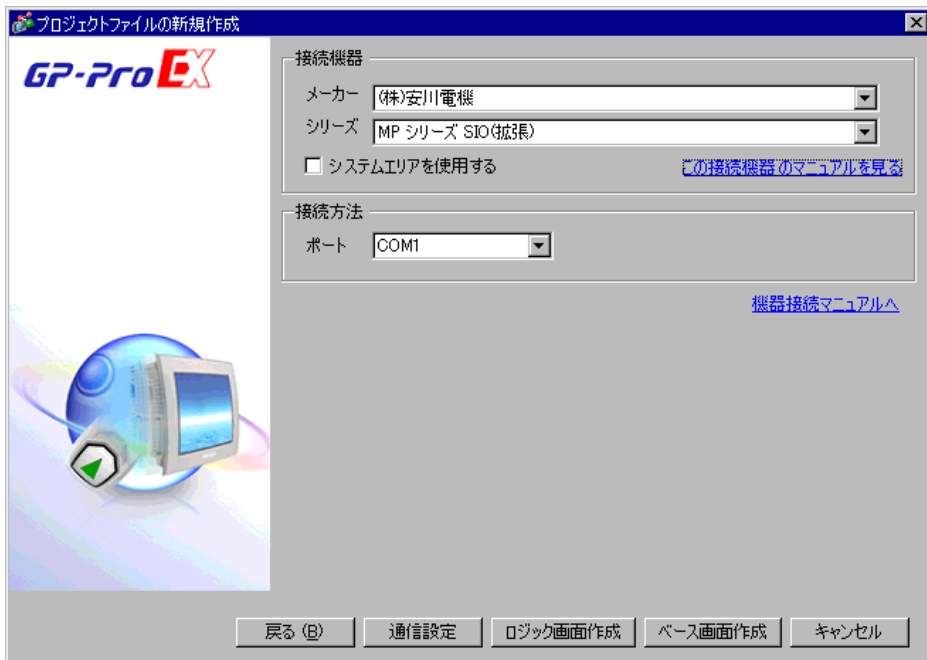 プロジェクトファイルの新規作成
GP-Pro EX
接続機器
メーカー (株)安川電機
シリーズ MP シリーズ SIO(拡張)
システムエリアを使用する この接続機器のマニュアルを見る
接続方法
ポート COM1
機器接続マニュアルへ
戻る (B) 通信設定 ロジック画面作成 ベース画面作成 キャンセル